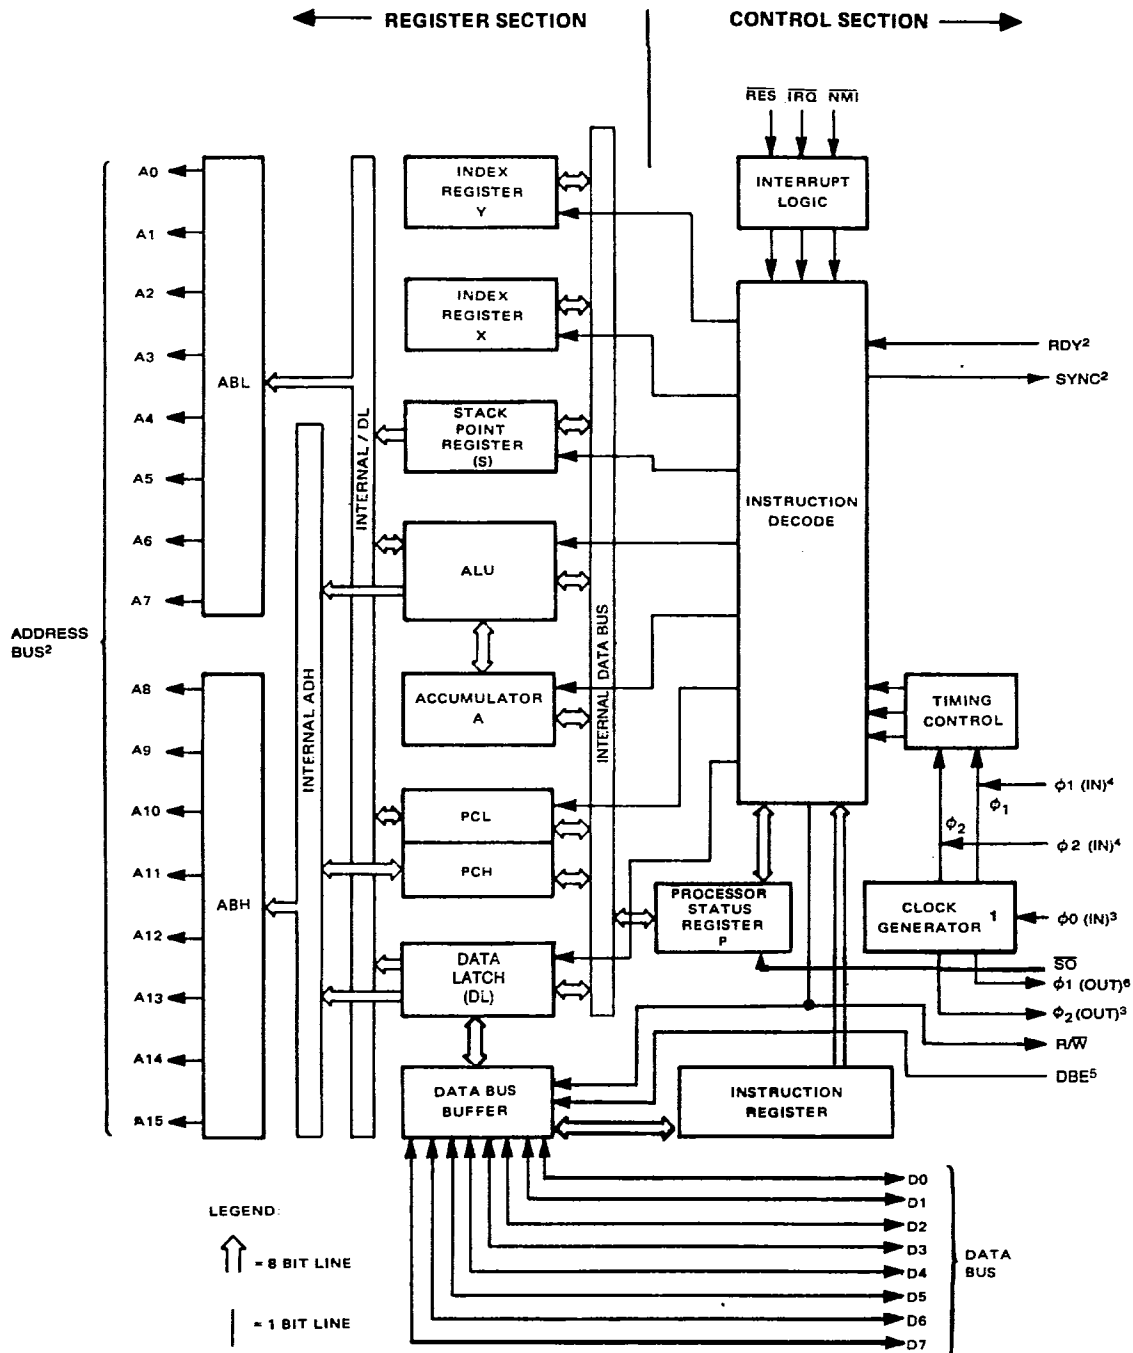 REGISTER SECTION
CONTROL SECTION
RES IRQ NMI
INTERRUPT
LOGIC
ADDRESS
BUS²
A0
A1
A2
A3
A4
A5
A6
A7
A8
A9
A10
A11
A12
A13
A14
A15
ABL
ABH
INTERNAL ADH
INTERNAL / DL
INDEX
REGISTER
Y
INDEX
REGISTER
X
STACK
POINT
REGISTER
(S)
ALU
ACCUMULATOR
A
PCL
PCH
DATA
LATCH
(DL)
DATA BUS
BUFFER
INTERNAL DATA BUS
INSTRUCTION
DECODE
RDY²
SYNC²
TIMING
CONTROL
ϕ1 (IN)⁴
ϕ1
ϕ2
ϕ2 (IN)⁴
PROCESSOR
STATUS
REGISTER
P
CLOCK
GENERATOR 1
ϕ0 (IN)³
SO
ϕ1 (OUT)⁶
ϕ2 (OUT)³
R/W
DBE⁵
INSTRUCTION
REGISTER
D0
D1
D2
D3
D4
D5
D6
D7
DATA
BUS
LEGEND:
= 8 BIT LINE
= 1 BIT LINE